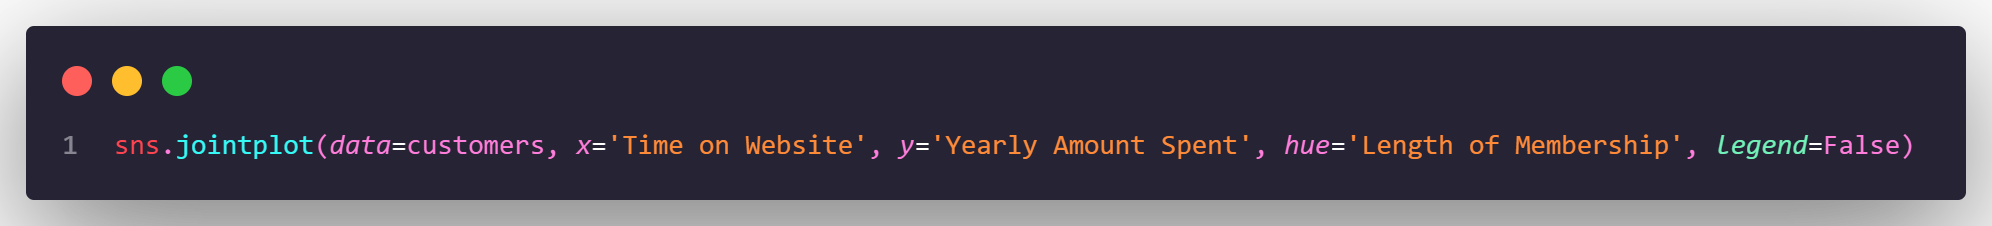 1 sns.jointplot(data=customers, x='Time on Website', y='Yearly Amount Spent', hue='Length of Membership', legend=False)